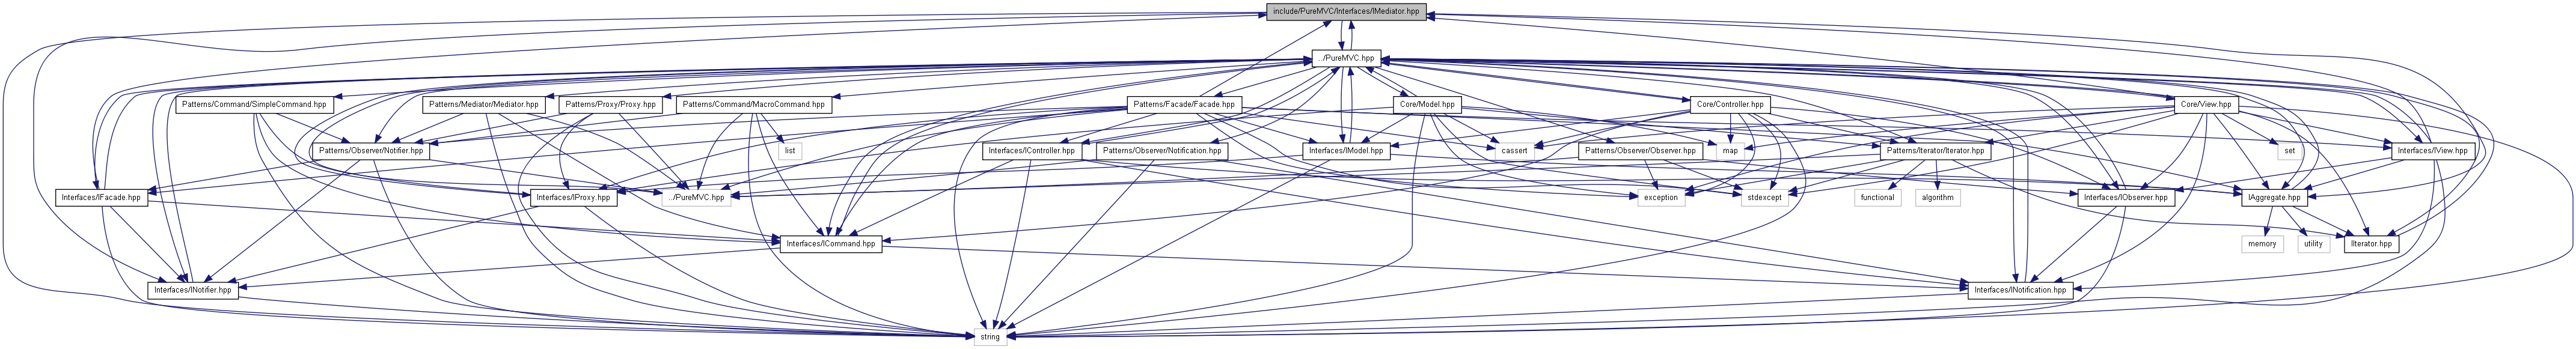 include/PureMVC/Interfaces/IMediator.hpp
../PureMVC.hpp
Patterns/Command/SimpleCommand.hpp
Patterns/Mediator/Mediator.hpp
Patterns/Proxy/Proxy.hpp
Patterns/Command/MacroCommand.hpp
Patterns/Facade/Facade.hpp
Core/Model.hpp
Core/Controller.hpp
Core/View.hpp
Patterns/Observer/Notifier.hpp
list
Interfaces/IController.hpp
Patterns/Observer/Notification.hpp
Interfaces/IModel.hpp
cassert
Patterns/Observer/Observer.hpp
map
Patterns/Iterator/Iterator.hpp
set
Interfaces/IView.hpp
Interfaces/IFacade.hpp
Interfaces/IProxy.hpp
../PureMVC.hpp
exception
stdexcept
functional
algorithm
Interfaces/IObserver.hpp
IAggregate.hpp
Interfaces/ICommand.hpp
memory
utility
IIterator.hpp
Interfaces/INotifier.hpp
Interfaces/INotification.hpp
string